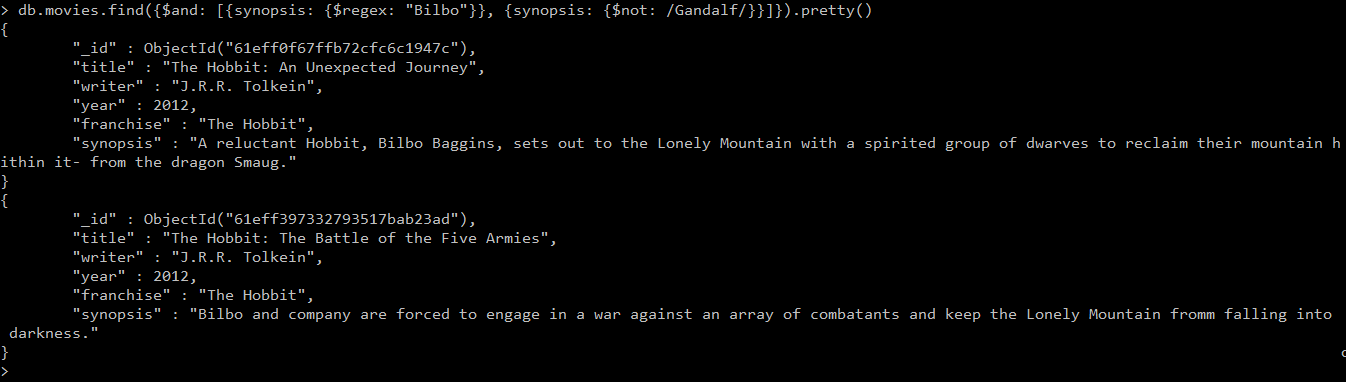 > db.movies.find({$and: [{synopsis: {$regex: "Bilbo"}}, {synopsis: {$not: /Gandalf/}}]}).pretty()
{
"_id" : ObjectId("61eff0f67ffb72cfc6c1947c"),
"title" : "The Hobbit: An Unexpected Journey",
"writer" : "J.R.R. Tolkein",
"year" : 2012,
"franchise" : "The Hobbit",
"synopsis" : "A reluctant Hobbit, Bilbo Baggins, sets out to the Lonely Mountain with a spirited group of dwarves to reclaim their mountain h
ithin it- from the dragon Smaug."
}
{
"_id" : ObjectId("61eff397332793517bab23ad"),
"title" : "The Hobbit: The Battle of the Five Armies",
"writer" : "J.R.R. Tolkein",
"year" : 2012,
"franchise" : "The Hobbit",
"synopsis" : "Bilbo and company are forced to engage in a war against an array of combatants and keep the Lonely Mountain fromm falling into
darkness."
}
>